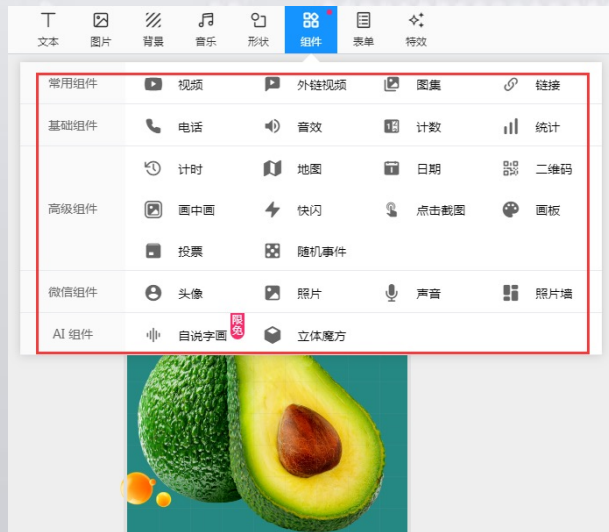 文本 图片 背景 音乐 形状 组件 表单 特效
常用组件 视频 外链视频 图集 链接
基础组件 电话 音效 计数 统计
计时 地图 日期 二维码
高级组件 画中画 快闪 点击截图 画板
投票 随机事件
微信组件 头像 照片 声音 照片墙
AI 组件 自说字画 限免 立体魔方